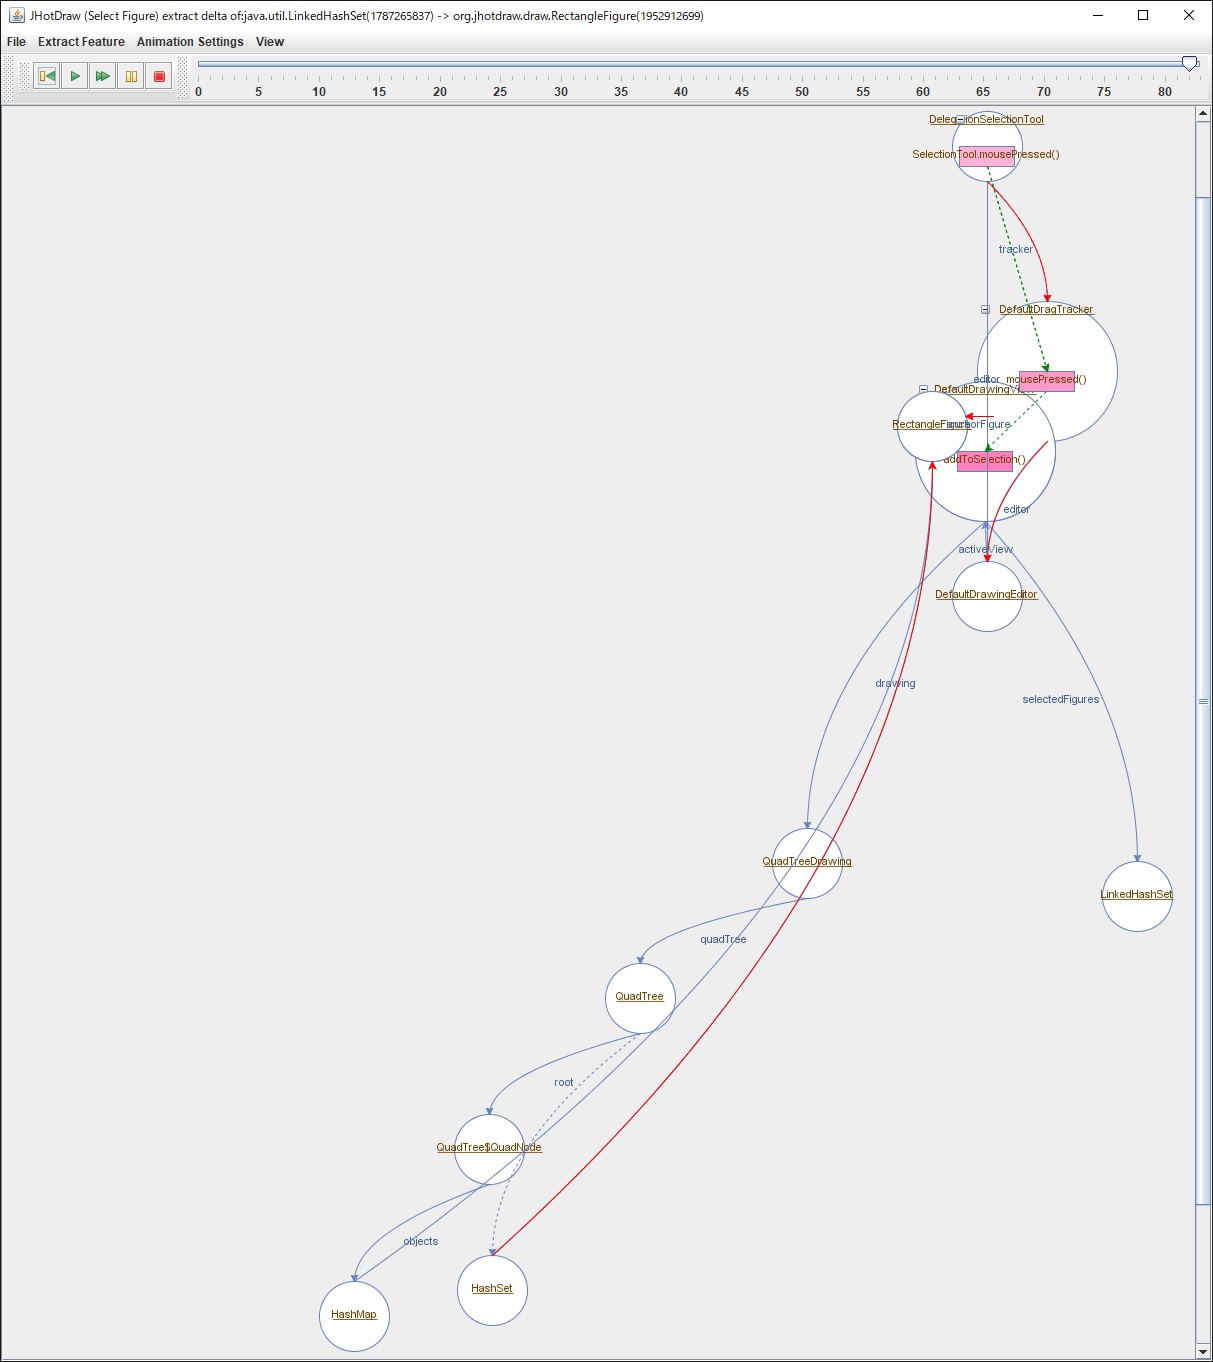 JHotDraw (Select Figure) extract delta of:java.util.LinkedHashSet(1787265837) -> org.jhotdraw.draw.RectangleFigure(1952912699)
File Extract Feature Animation Settings View
0 5 10 15 20 25 30 35 40 45 50 55 60 65 70 75 80
SelectionTool.mousePressed()
tracker
DefaultDragTracker
editor mousePressed()
RectangleFigure
addToSelection()
editor
activeView
DefaultDrawingEditor
drawing
selectedFigures
QuadTreeDrawing
LinkedHashSet
quadTree
QuadTree
root
QuadTree$QuadNode
objects
HashSet
HashMap